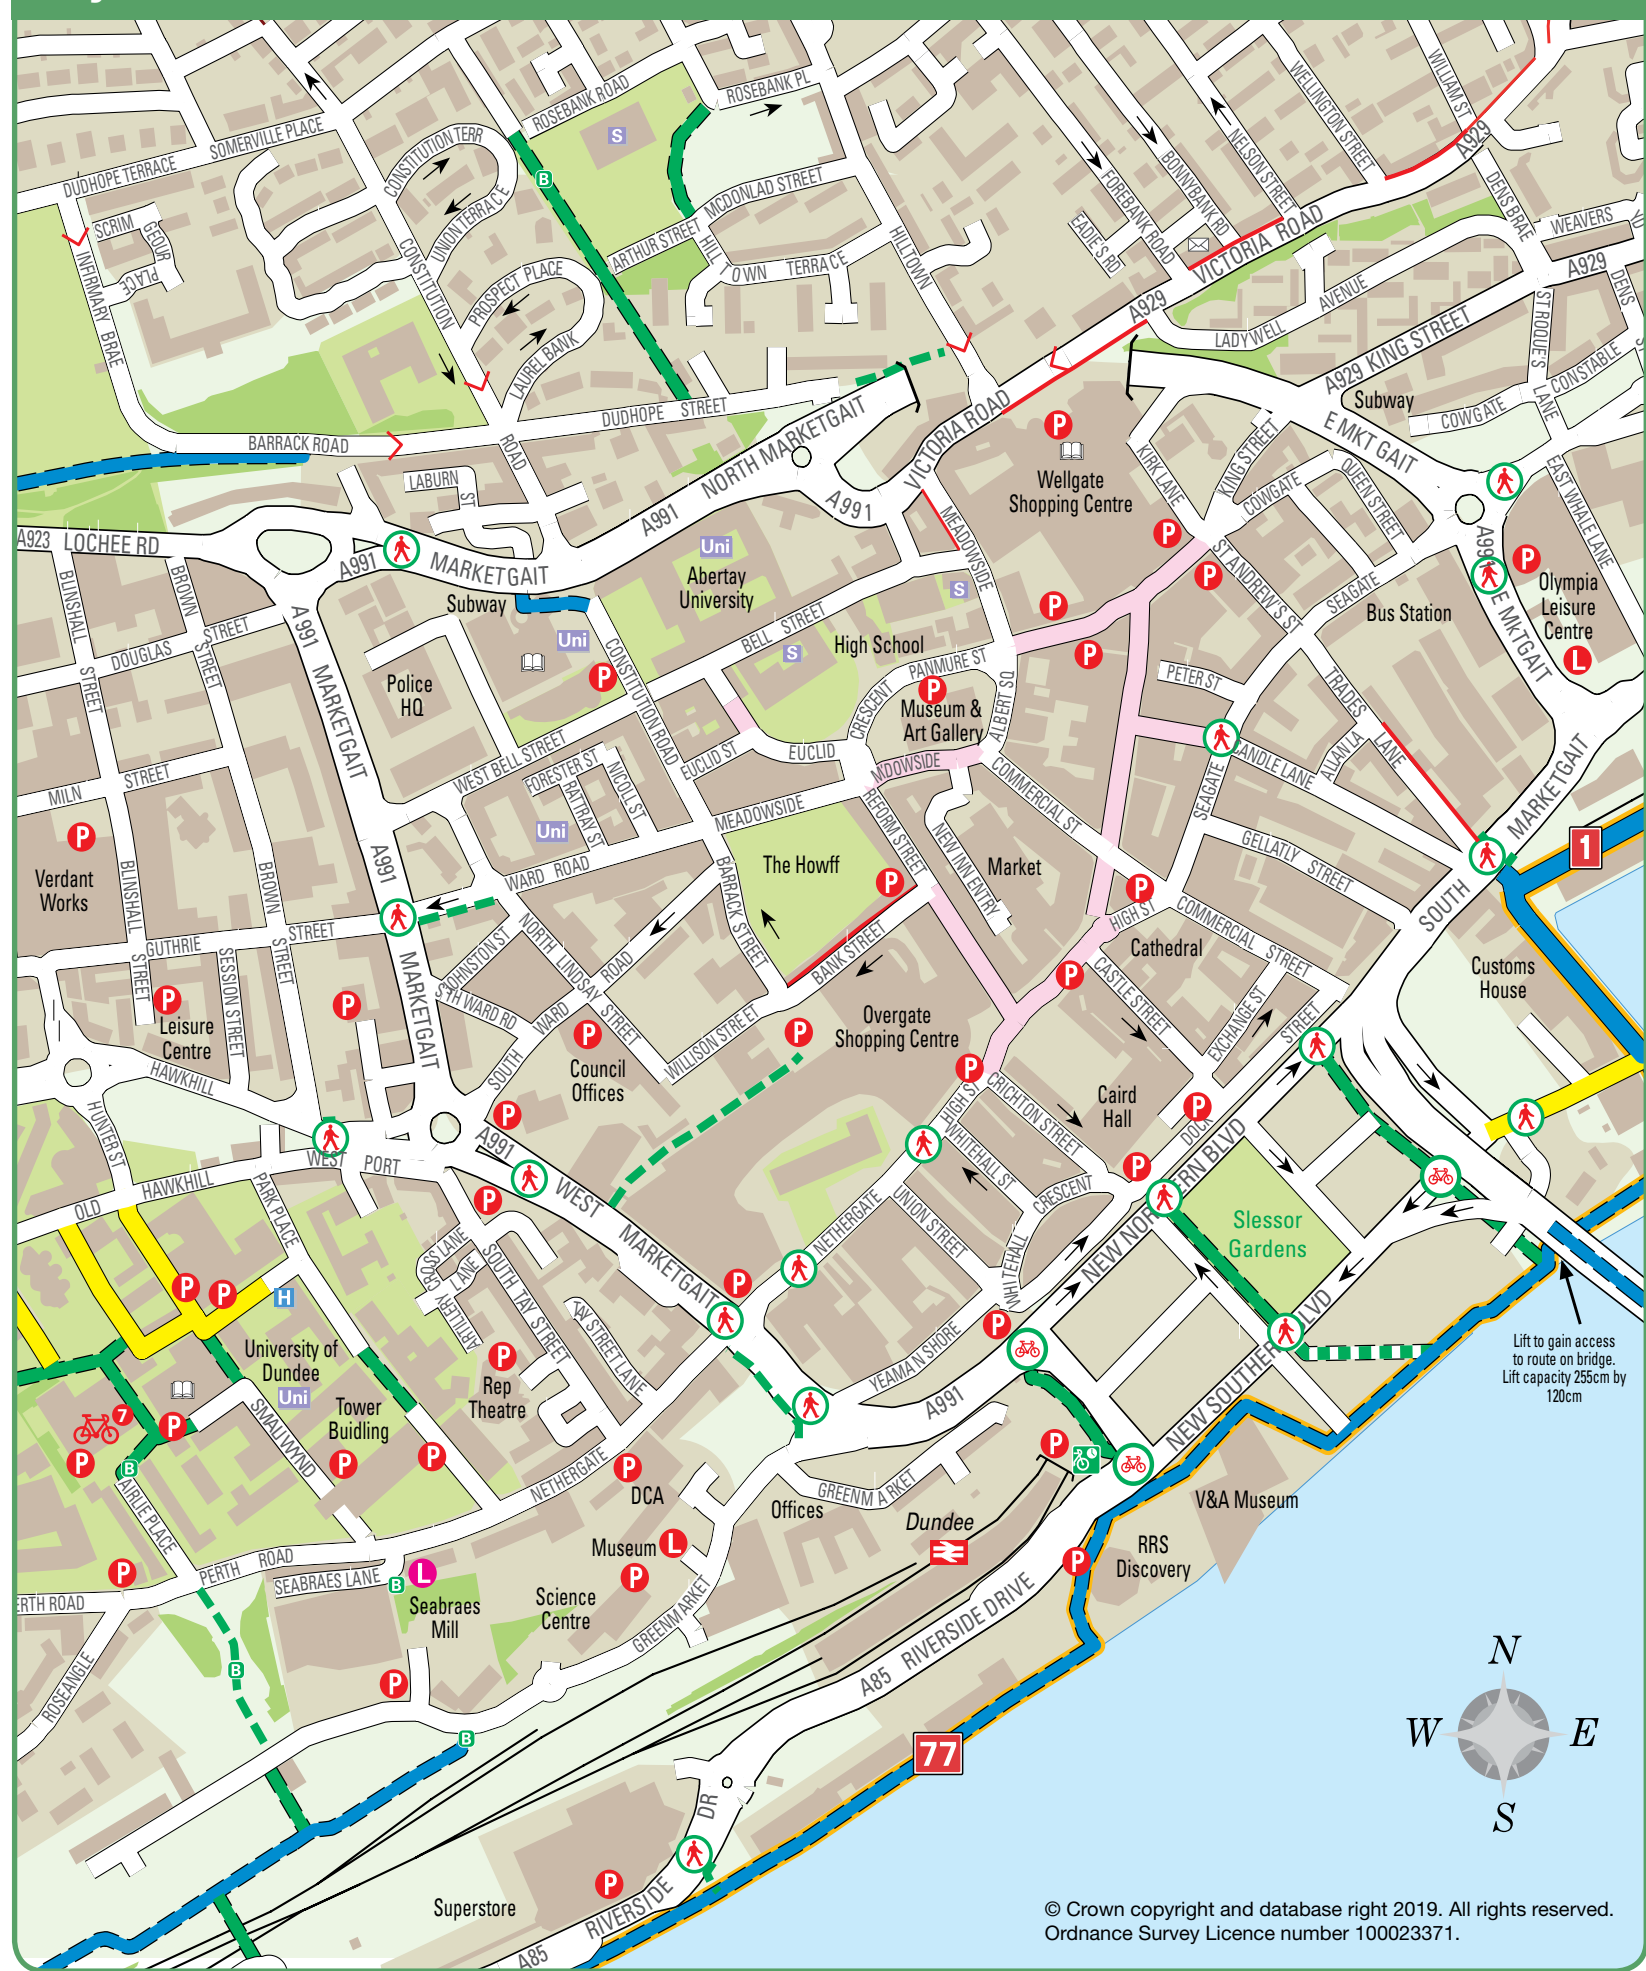 ROSEBANK ROAD
ROSEBANK PL
WELLINGTON STREET
WILLIAM ST
A929
SOMERVILLE PLACE
DUDHOPE TERRACE
CONSTITUTION TERR
S
B
MCDONLAD STREET
NELSON STREET
BONNYBANK RD
FOREBANK ROAD
EADIE'S RD
VICTORIA ROAD
DENS BRAE
WEAVERS
A929
DENS
SCRIM
GEOUR
PLACE
INFIRMARY BRAE
UNION TERRACE
CONSTITUTION
ROAD
PROSPECT PLACE
LAUREL BANK
ARTHUR STREET
HILLTOWN TERRACE
HILLTOWN
A929
LADYWELL
AVENUE
A929 KING STREET
ST ROQUE'S
LANE
CONSTABLE
COWGATE
Subway
E MKT GAIT
DUDHOPE STREET
BARRACK ROAD
NORTH MARKETGAIT
VICTORIA ROAD
P
Wellgate
Shopping Centre
KIRK LANE
KING STREET
COWGATE
QUEEN STREET
EAST WHALE LANE
LABURN
ST
A991
A991
A923 LOCHEE RD
A991
MARKETGAIT
Subway
Uni
Abertay
University
MEADOWSIDE
S
P
P
ST ANDREW'S ST
SEAGATE
Bus Station
A991
E MKTGAIT
P
Olympia
Leisure
Centre
L
BLINSHALL
STREET
BROWN
STREET
DOUGLAS
STREET
A991
MARKETGAIT
Police
HQ
Uni
P
CONSTITUTION ROAD
BELL STREET
S
High School
PANMURE ST
CRESCENT
P
Museum &
Art Gallery
ALBERT SQ
P
P
PETER ST
TRADES
LANE
WEST BELL STREET
EUCLID ST
EUCLID
MDOWSIDE
COMMERCIAL ST
CANDLE LANE
ALLAN LA
SEAGATE
MILN
STREET
FORESTER ST
NICOLL ST
RATTRAY ST
Uni
MEADOWSIDE
REFORM STREET
NEW INN ENTRY
Market
GELLATLY STREET
SOUTH
MARKETGAIT
1
P
Verdant
Works
BLINSHALL
STREET
BROWN
STREET
A991
WARD ROAD
The Howff
P
BARRACK STREET
P
HIGH ST
COMMERCIAL
STREET
Cathedral
GUTHRIE
STREET
SESSION STREET
JOHNSTON ST
STH WARD RD
NORTH LINDSAY STREET
SOUTH
WARD
ROAD
BANK STREET
P
CASTLE STREET
EXCHANGE ST
Customs
House
MARKETGAIT
P
P
Leisure
Centre
HAWKHILL
P
Council
Offices
WILLISON STREET
P
Overgate
Shopping Centre
P
HIGH ST
CRICHTON STREET
Caird
Hall
P
DOCK
STREET
HUNTER ST
P
A991
WEST PORT
WEST
MARKETGAIT
WHITEHALL ST
CRESCENT
P
NEW NORTHERN BLVD
OLD
HAWKHILL
PARK PLACE
P
NETHERGATE
UNION STREET
WHITEHALL
Slessor
Gardens
CROSS LANE
LANE
ARTILLERY
SOUTH TAY STREET
TAY STREET LANE
P
P
H
P
YEAMAN SHORE
P
A991
NEW SOUTHER
BLVD
Lift to gain access
to route on bridge.
Lift capacity 255cm by
120cm
University of
Dundee
Uni
Tower
Buidling
P
Rep
Theatre
SMALLWYND
7
P
P
B
AIRLIE PLACE
P
P
NETHERGATE
P
DCA
GREENMARKET
Offices
P
V&A Museum
Dundee
RRS
Discovery
P
Museum
L
P
Science
Centre
P
PERTH ROAD
SEABRAES LANE
B
L
Seabraes
Mill
ERTH ROAD
ROSEANGLE
B
GREENMARKET
P
B
A85 RIVERSIDE DRIVE
77
N
W
E
S
DR
P
Superstore
RIVERSIDE
A85
© Crown copyright and database right 2019. All rights reserved.
Ordnance Survey Licence number 100023371.